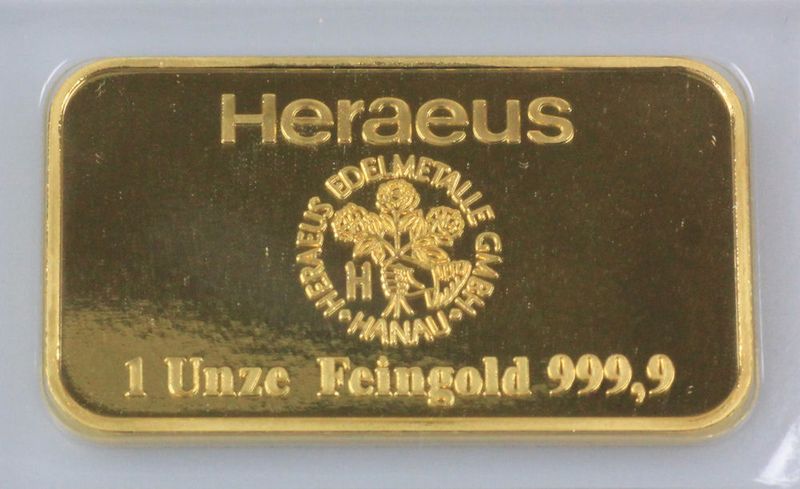 Heraeus
HERAEUS EDELMETALLE GMBH
H
• HANAU •
1 Unze Feingold 999,9